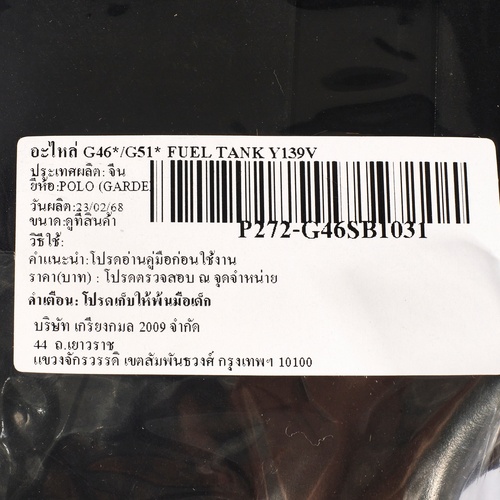 อะไหล่ G46*/G51* FUEL TANK Y139V
ประเทศผลิต: จีน
ยี่ห้อ:POLO (GARDE
วันผลิต:23/02/68
ขนาด:ดูที่สินค้า
P272-G46SB1031
วิธีใช้:
คำแนะนำ:โปรดอ่านคู่มือก่อนใช้งาน
ราคา(บาท) : โปรดตรวจสอบ ณ จุดจำหน่าย
คำเตือน: โปรดเก็บให้พ้นมือเด็ก
บริษัท เกรียงกมล 2009 จำกัด
44 ถ.เยาวราช
แขวงจักรวรรดิ เขตสัมพันธวงศ์ กรุงเทพฯ 10100